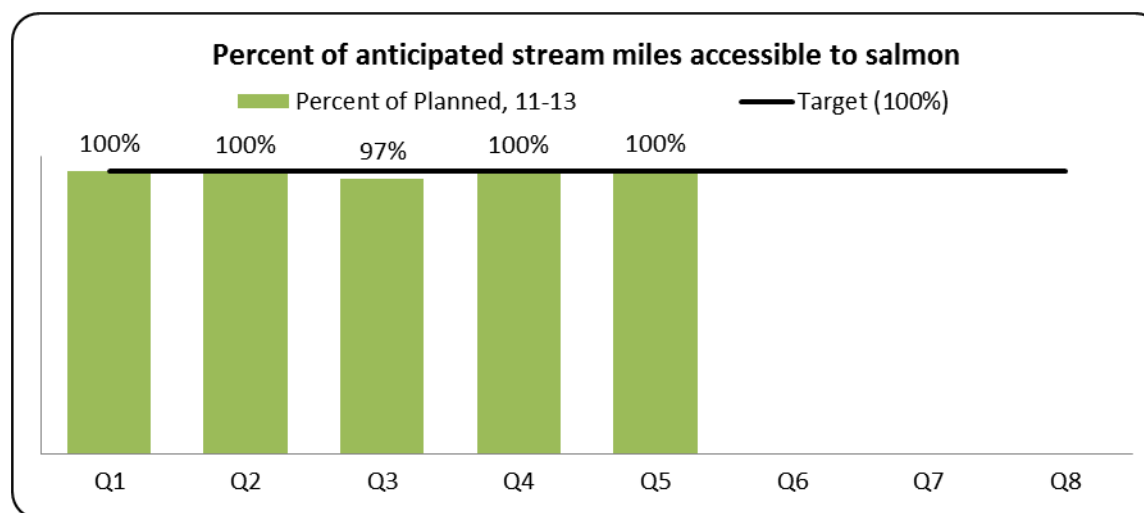 Percent of anticipated stream miles accessible to salmon
Percent of Planned, 11-13 Target (100%)
100% 100% 97% 100% 100%
Q1 Q2 Q3 Q4 Q5 Q6 Q7 Q8